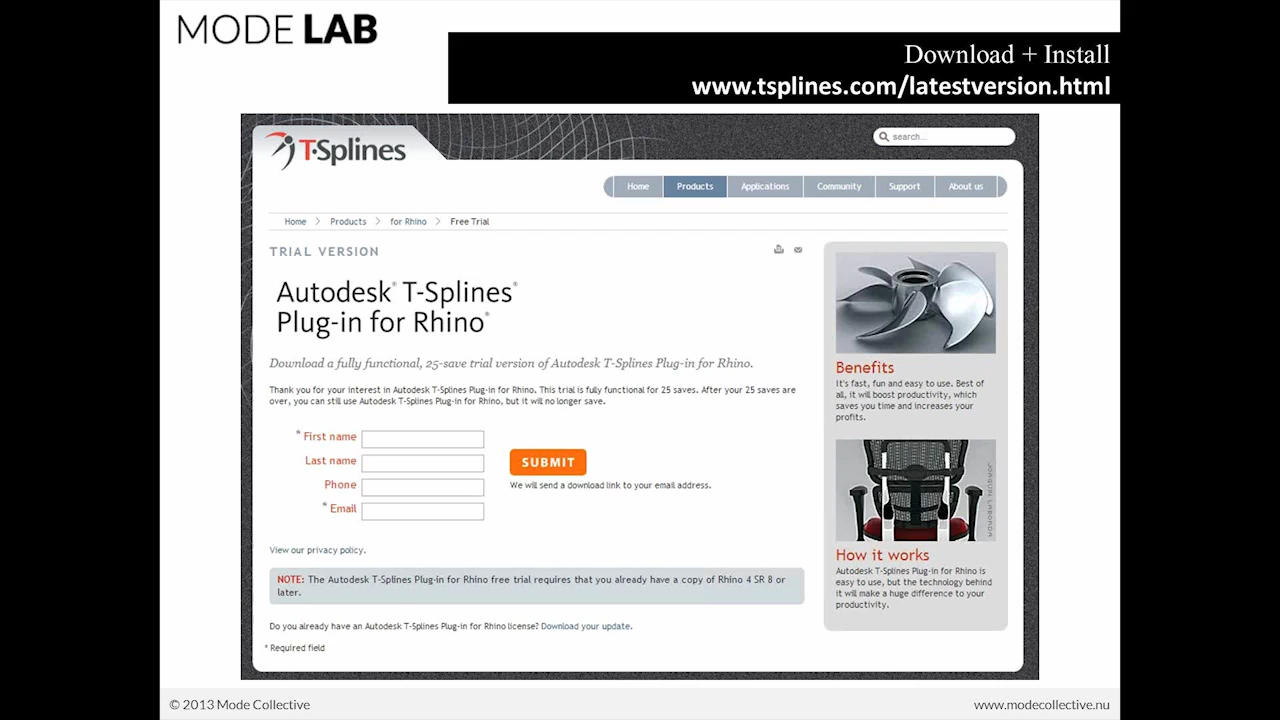 MODE LAB
Download + Install
www.tsplines.com/latestversion.html
T-Splines
search...
Home Products Applications Community Support About us
Home > Products > for Rhino > Free Trial
TRIAL VERSION
Autodesk® T-Splines®
Plug-in for Rhino®
Download a fully functional, 25-save trial version of Autodesk T-Splines Plug-in for Rhino.
Thank you for your interest in Autodesk T-Splines Plug-in for Rhino. This trial is fully functional for 25 saves. After your 25 saves are
over, you can still use Autodesk T-Splines Plug-in for Rhino, but it will no longer save.
* First name
Last name
Phone
* Email
SUBMIT
We will send a download link to your email address.
View our privacy policy.
NOTE: The Autodesk T-Splines Plug-in for Rhino free trial requires that you already have a copy of Rhino 4 SR 8 or
later.
Do you already have an Autodesk T-Splines Plug-in for Rhino license? Download your update.
* Required field
Benefits
It's fast, fun and easy to use. Best of
all, it will boost productivity, which
saves you time and increases your
profits.
How it works
Autodesk T-Splines Plug-in for Rhino is
easy to use, but the technology behind
it will make a huge difference to your
productivity.
© 2013 Mode Collective
www.modecollective.nu